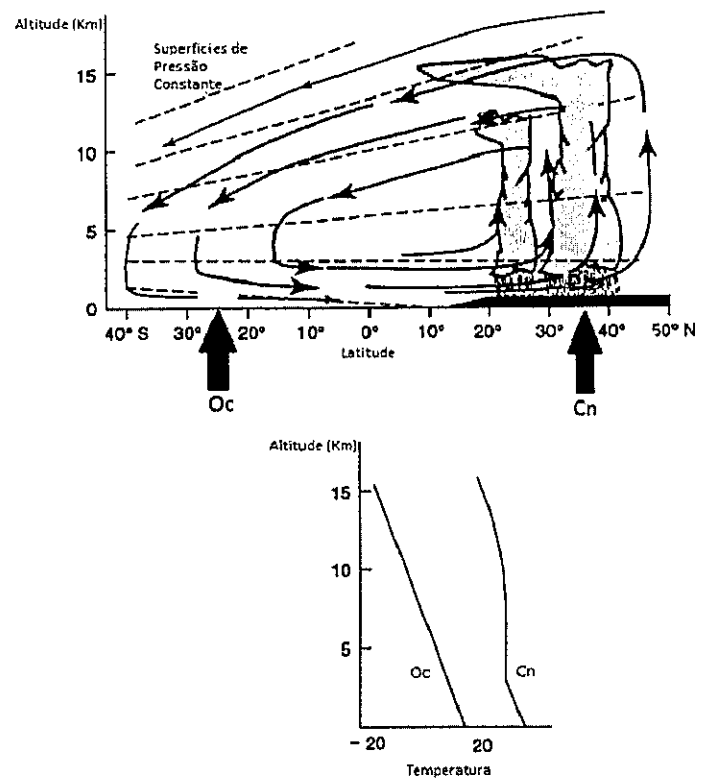 Altitude (Km)
Superficies de
Pressão
Constante
15
10
5
0
40° S 30° 20° 10° 0° 10° 20° 30° 40° 50° N
Latitude
Oc Cn
Altitude (Km)
15
10
5
Oc Cn
- 20 20
Temperatura